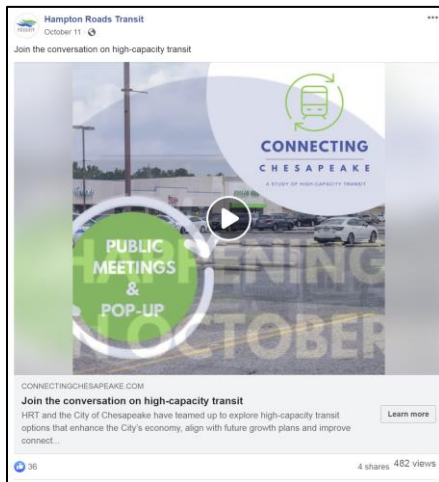 Hampton Roads Transit
October 11 ·
Join the conversation on high-capacity transit
CONNECTING
CHESAPEAKE
A STUDY OF HIGH-CAPACITY TRANSIT
PUBLIC
MEETINGS
&
POP-UP
HAPPENING
IN OCTOBER
CONNECTINGCHESAPEAKE.COM
Join the conversation on high-capacity transit
HRT and the City of Chesapeake have teamed up to explore high-capacity transit
options that enhance the City's economy, align with future growth plans and improve
connect...
Learn more
36
4 shares 482 views